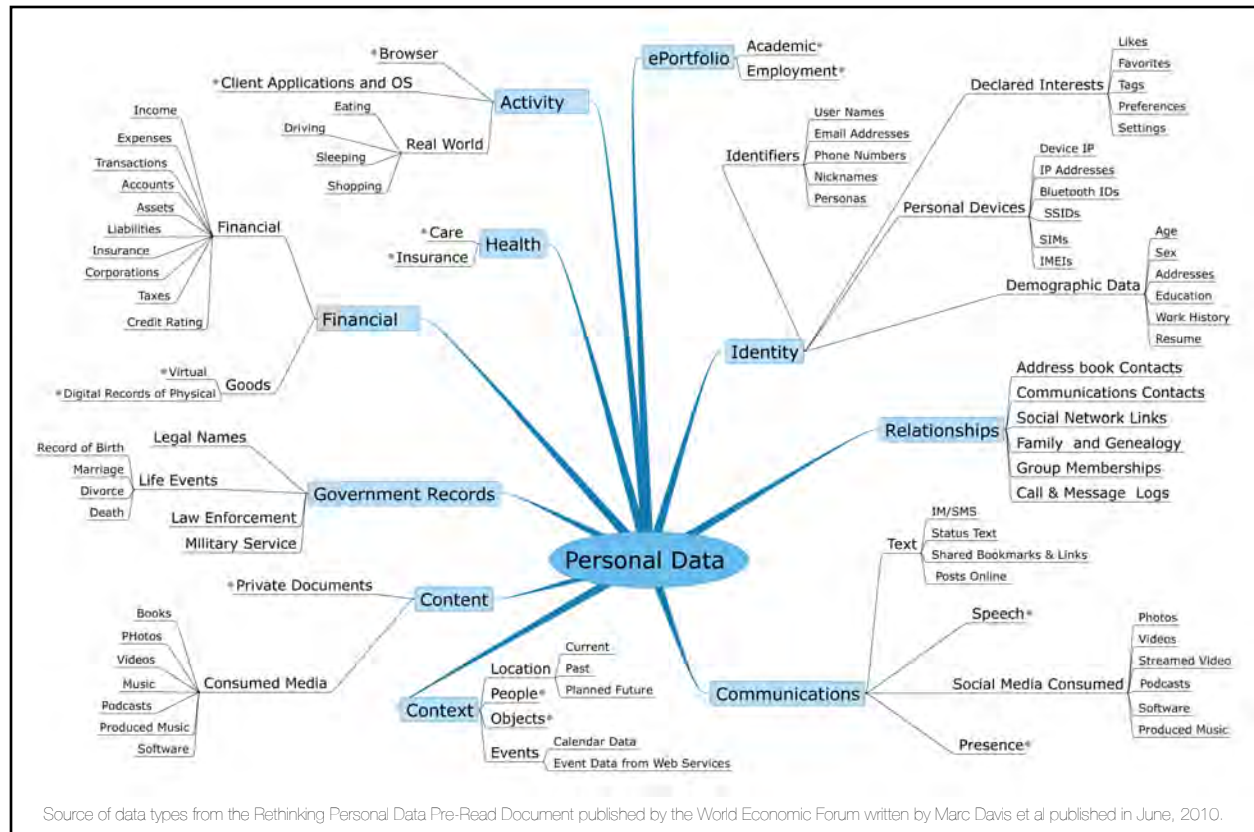 ePortfolio
Academic*
Employment*
*Browser
*Client Applications and OS
Activity
Eating
Driving
Real World
Sleeping
Shopping
Income
Expenses
Transactions
Accounts
Assets
Liabilities
Financial
Insurance
Corporations
Taxes
Credit Rating
*Care
*Insurance
Health
Financial
*Virtual
Goods
*Digital Records of Physical
Legal Names
Record of Birth
Marriage
Life Events
Divorce
Death
Government Records
Law Enforcement
MIlitary Service
Personal Data
*Private Documents
Content
Books
PHotos
Videos
Music
Consumed Media
Podcasts
Produced Music
Software
Context
Location
Current
Past
Planned Future
People*
Objects*
Events
Calendar Data
Event Data from Web Services
Identity
Identifiers
User Names
Email Addresses
Phone Numbers
Nicknames
Personas
Declared Interests
Likes
Favorites
Tags
Preferences
Settings
Personal Devices
Device IP
IP Addresses
Bluetooth IDs
SSIDs
SIMs
IMEIs
Demographic Data
Age
Sex
Addresses
Education
Work History
Resume
Relationships
Address book Contacts
Communications Contacts
Social Network Links
Family and Genealogy
Group Memberships
Call & Message Logs
Communications
Text
IM/SMS
Status Text
Shared Bookmarks & Links
Posts Online
Speech*
Social Media Consumed
Photos
Videos
Streamed Video
Podcasts
Software
Produced Music
Presence*
Source of data types from the Rethinking Personal Data Pre-Read Document published by the World Economic Forum written by Marc Davis et al published in June, 2010.